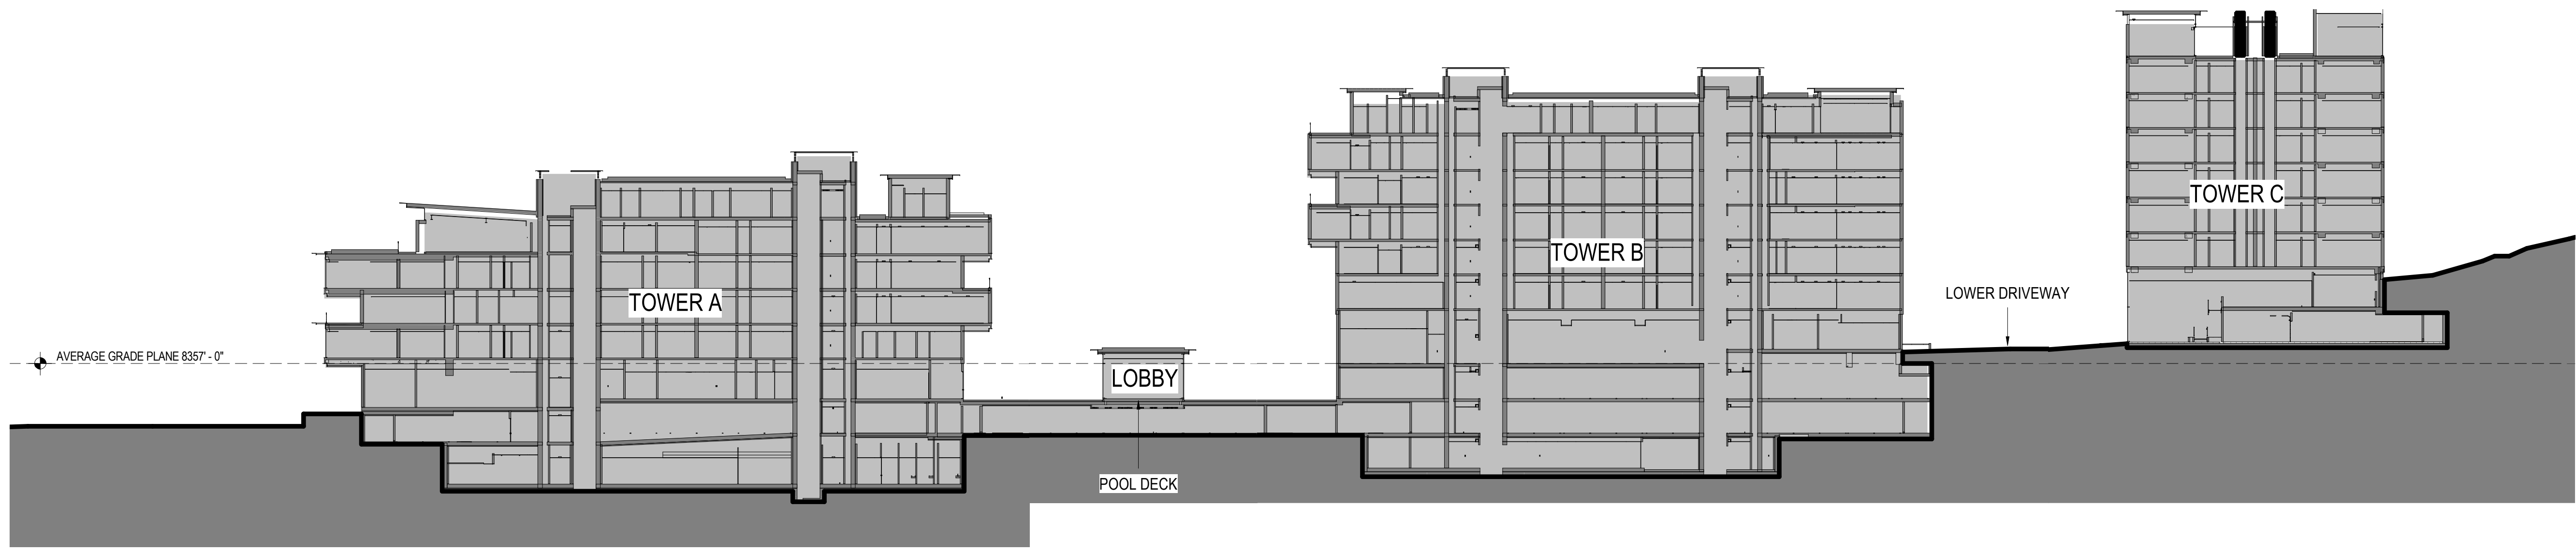 TOWER C
TOWER B
LOWER DRIVEWAY
TOWER A
AVERAGE GRADE PLANE 8357' - 0"
LOBBY
POOL DECK